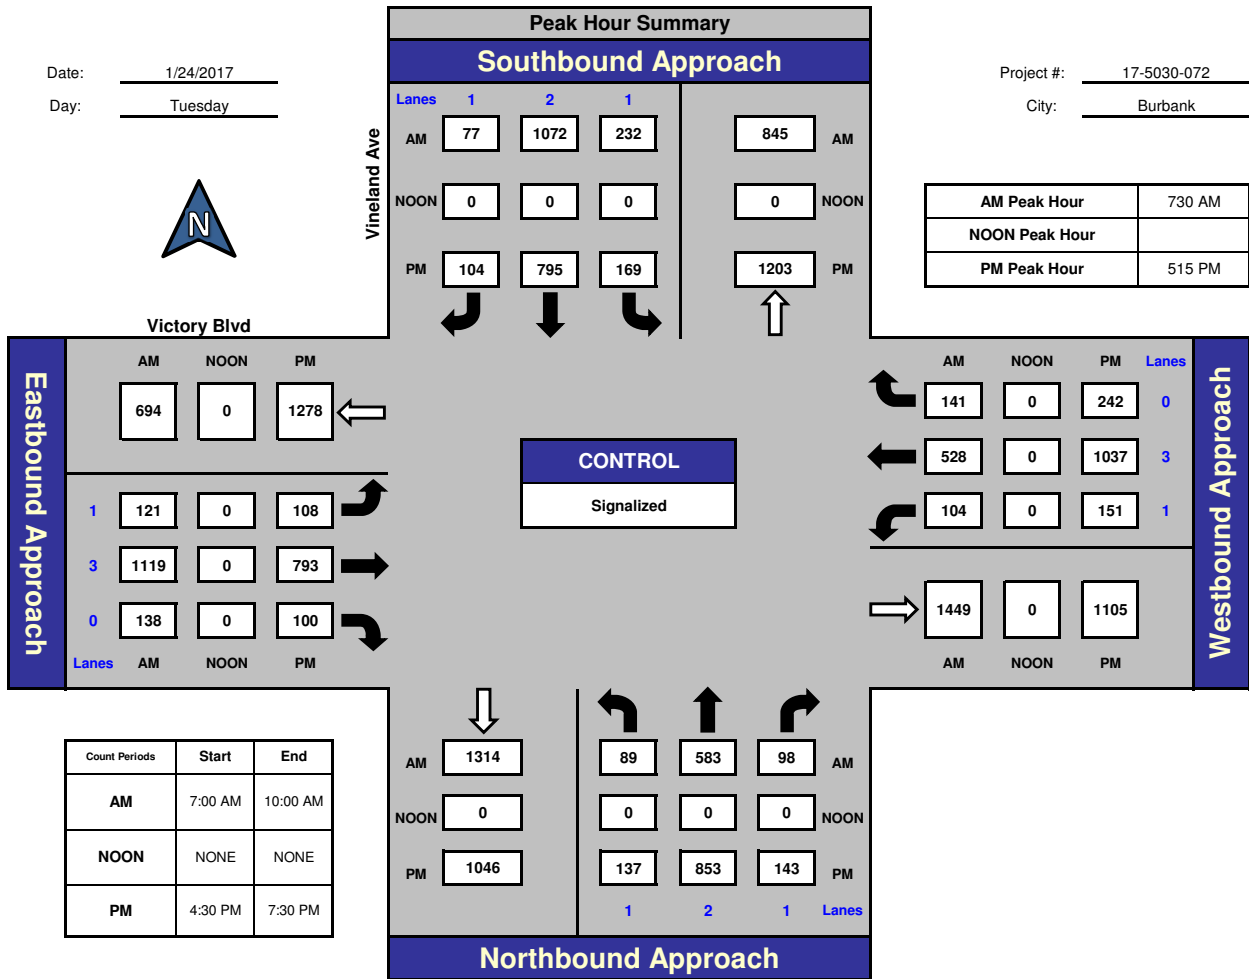 Peak Hour Summary
Southbound Approach
Date: 1/24/2017
Day: Tuesday
Project #: 17-5030-072
City: Burbank
N
Vineland Ave
Lanes 1 2 1
AM 77 1072 232 845 AM
NOON 0 0 0 0 NOON
PM 104 795 169 1203 PM
AM Peak Hour 730 AM
NOON Peak Hour
PM Peak Hour 515 PM
Victory Blvd
Eastbound Approach
AM NOON PM
694 0 1278
1 121 0 108
3 1119 0 793
0 138 0 100
Lanes AM NOON PM
CONTROL
Signalized
AM NOON PM Lanes
141 0 242 0
528 0 1037 3
104 0 151 1
1449 0 1105
AM NOON PM
Westbound Approach
Count Periods Start End
AM 7:00 AM 10:00 AM
NOON NONE NONE
PM 4:30 PM 7:30 PM
AM 1314 89 583 98 AM
NOON 0 0 0 0 NOON
PM 1046 137 853 143 PM
1 2 1 Lanes
Northbound Approach